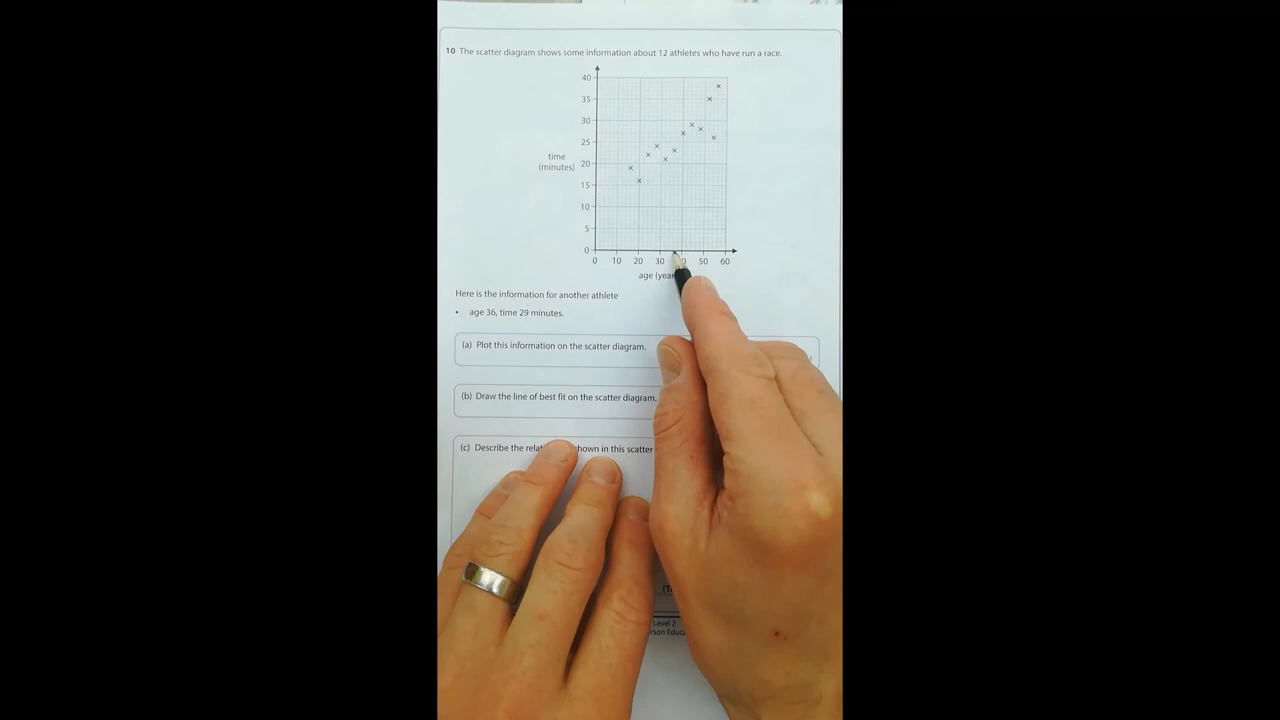 10 The scatter diagram shows some information about 12 athletes who have run a race.
40
35
30
25
time
(minutes)
20
15
10
5
0
0 10 20 30 50 60
age
Here is the information for another athlete
• age 36, time 29 minutes.
(a) Plot this information on the scatter diagram.
(b) Draw the line of best fit on the scatter diagram.
(c) Describe the shown in this scatter
Level 2